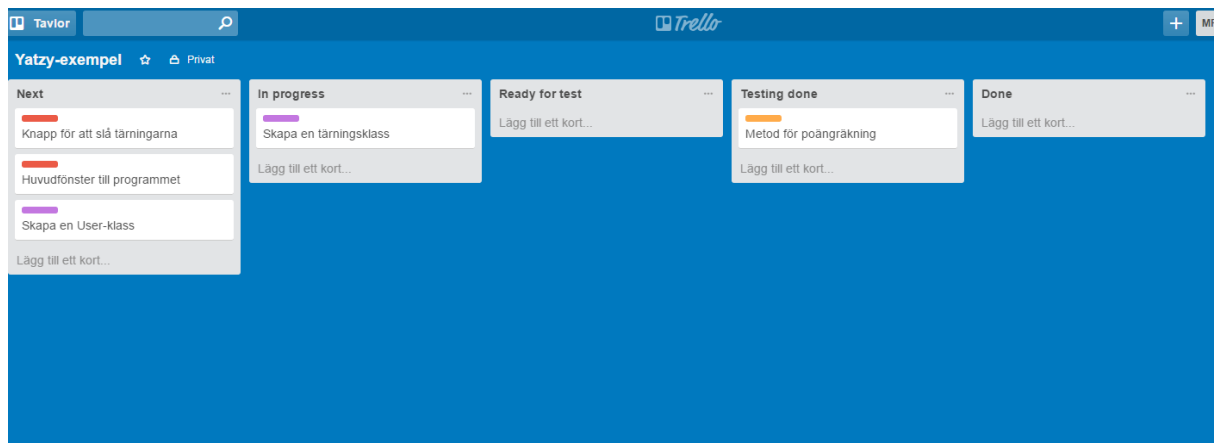 Tavlor
Trello
MF
Yatzy-exempel Privat
Next
Knapp för att slå tärningarna
Huvudfönster till programmet
Skapa en User-klass
Lägg till ett kort...
In progress
Skapa en tärningsklass
Lägg till ett kort...
Ready for test
Lägg till ett kort...
Testing done
Metod för poängräkning
Lägg till ett kort...
Done
Lägg till ett kort...